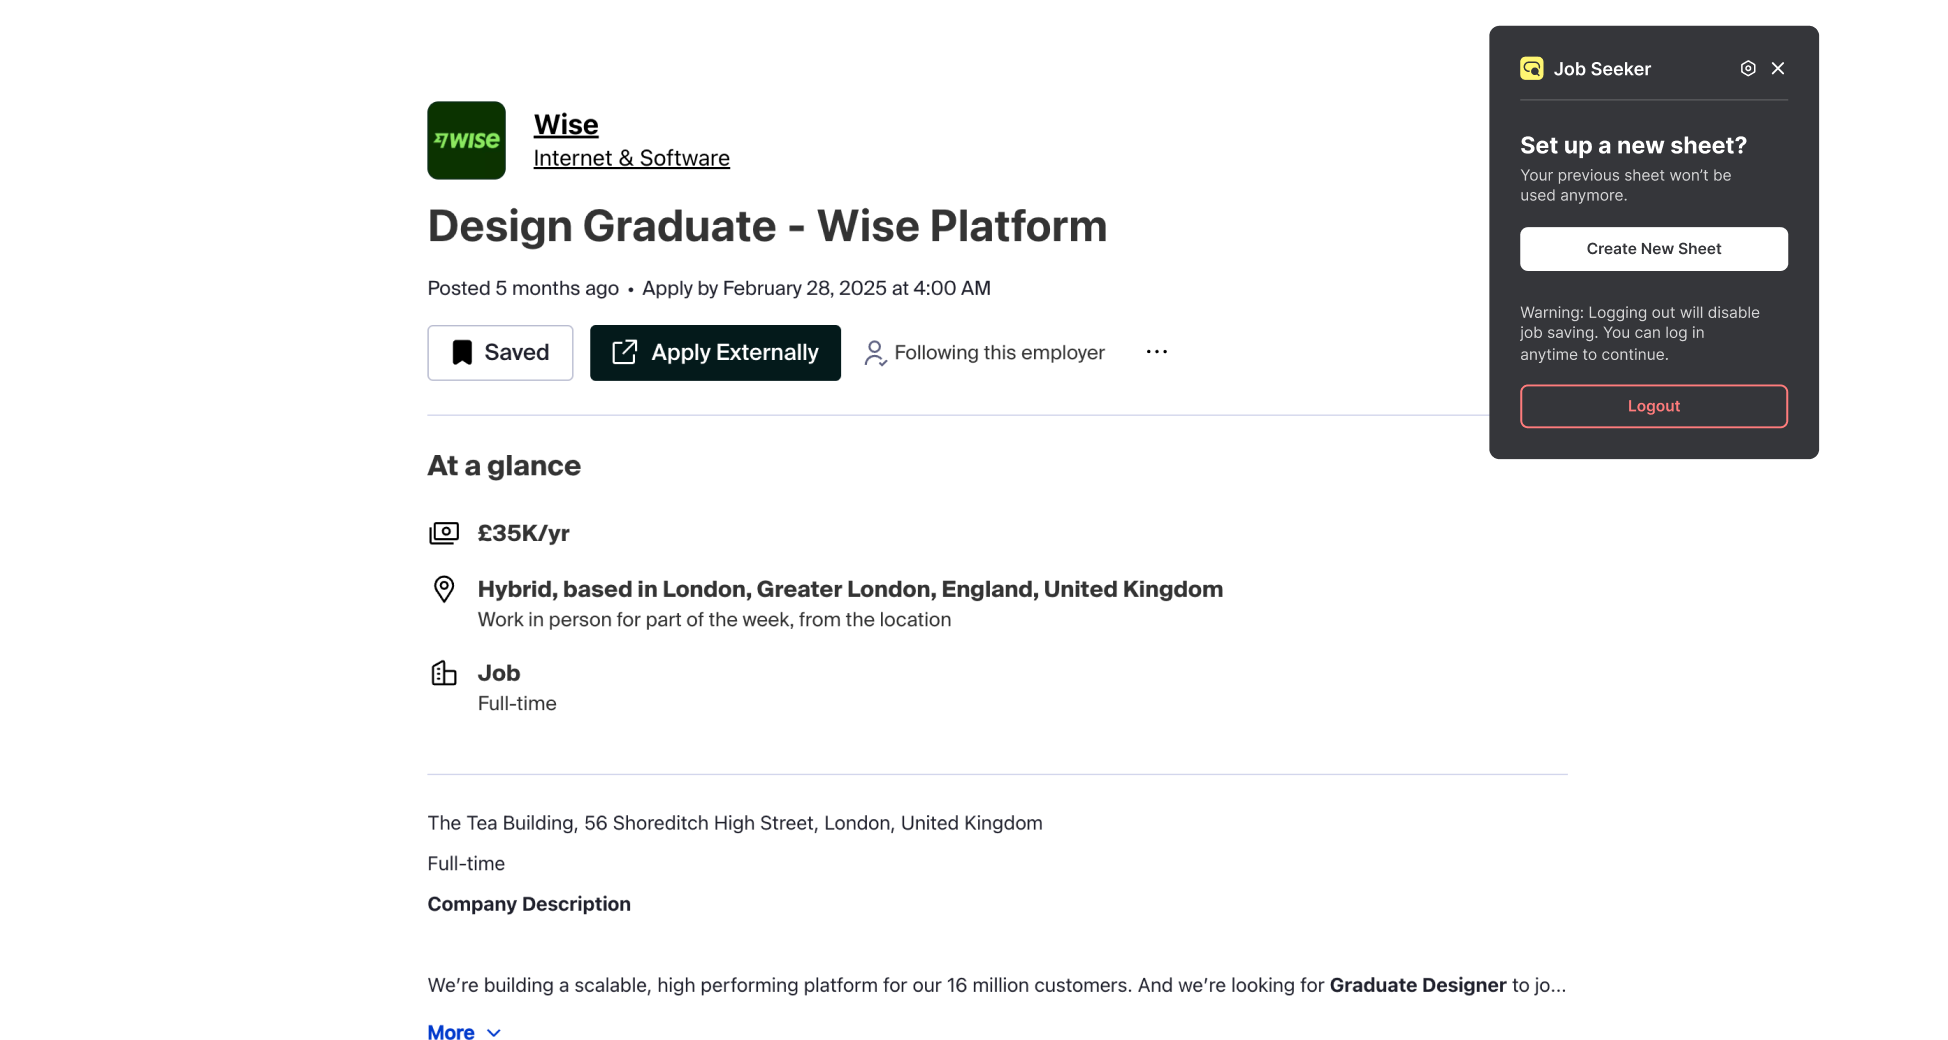 WISE
Wise
Internet & Software
Design Graduate - Wise Platform
Posted 5 months ago • Apply by February 28, 2025 at 4:00 AM
Saved
Apply Externally
Following this employer
...
At a glance
£35K/yr
Hybrid, based in London, Greater London, England, United Kingdom
Work in person for part of the week, from the location
Job
Full-time
The Tea Building, 56 Shoreditch High Street, London, United Kingdom
Full-time
Company Description
We’re building a scalable, high performing platform for our 16 million customers. And we’re looking for Graduate Designer to jo...
More
Job Seeker
Set up a new sheet?
Your previous sheet won’t be
used anymore.
Create New Sheet
Warning: Logging out will disable
job saving. You can log in
anytime to continue.
Logout